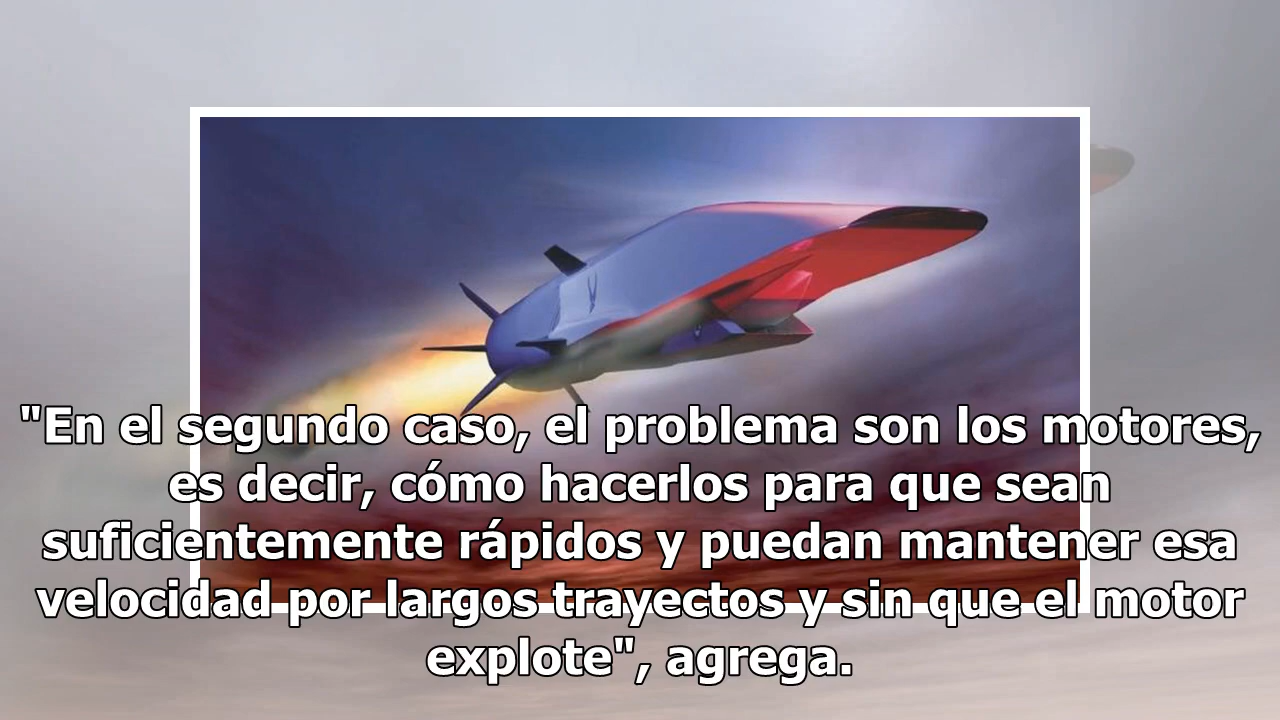 "En el segundo caso, el problema son los motores,
es decir, cómo hacerlos para que sean
suficientemente rápidos y puedan mantener esa
velocidad por largos trayectos y sin que el motor
explote", agrega.